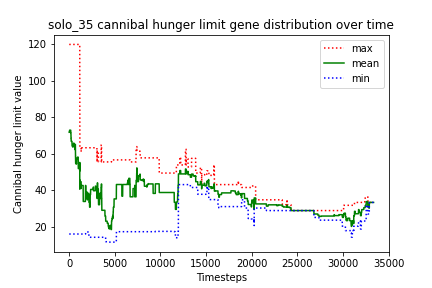 solo_35 cannibal hunger limit gene distribution over time
120
100
80
60
40
20
Cannibal hunger limit value
max
mean
min
0
5000
10000
15000
20000
25000
30000
35000
Timesteps